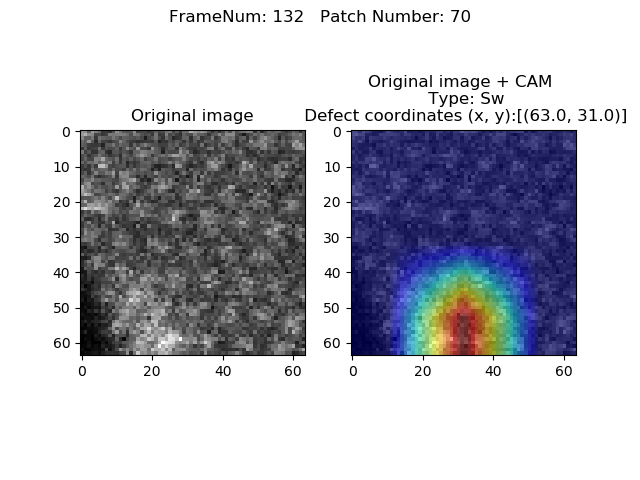 FrameNum: 132   Patch Number: 70
Original image
Original image + CAM
Type: Sw
Defect coordinates (x, y):[(63.0, 31.0)]
0
10
20
30
40
50
60
0 20 40 60
0
10
20
30
40
50
60
0 20 40 60